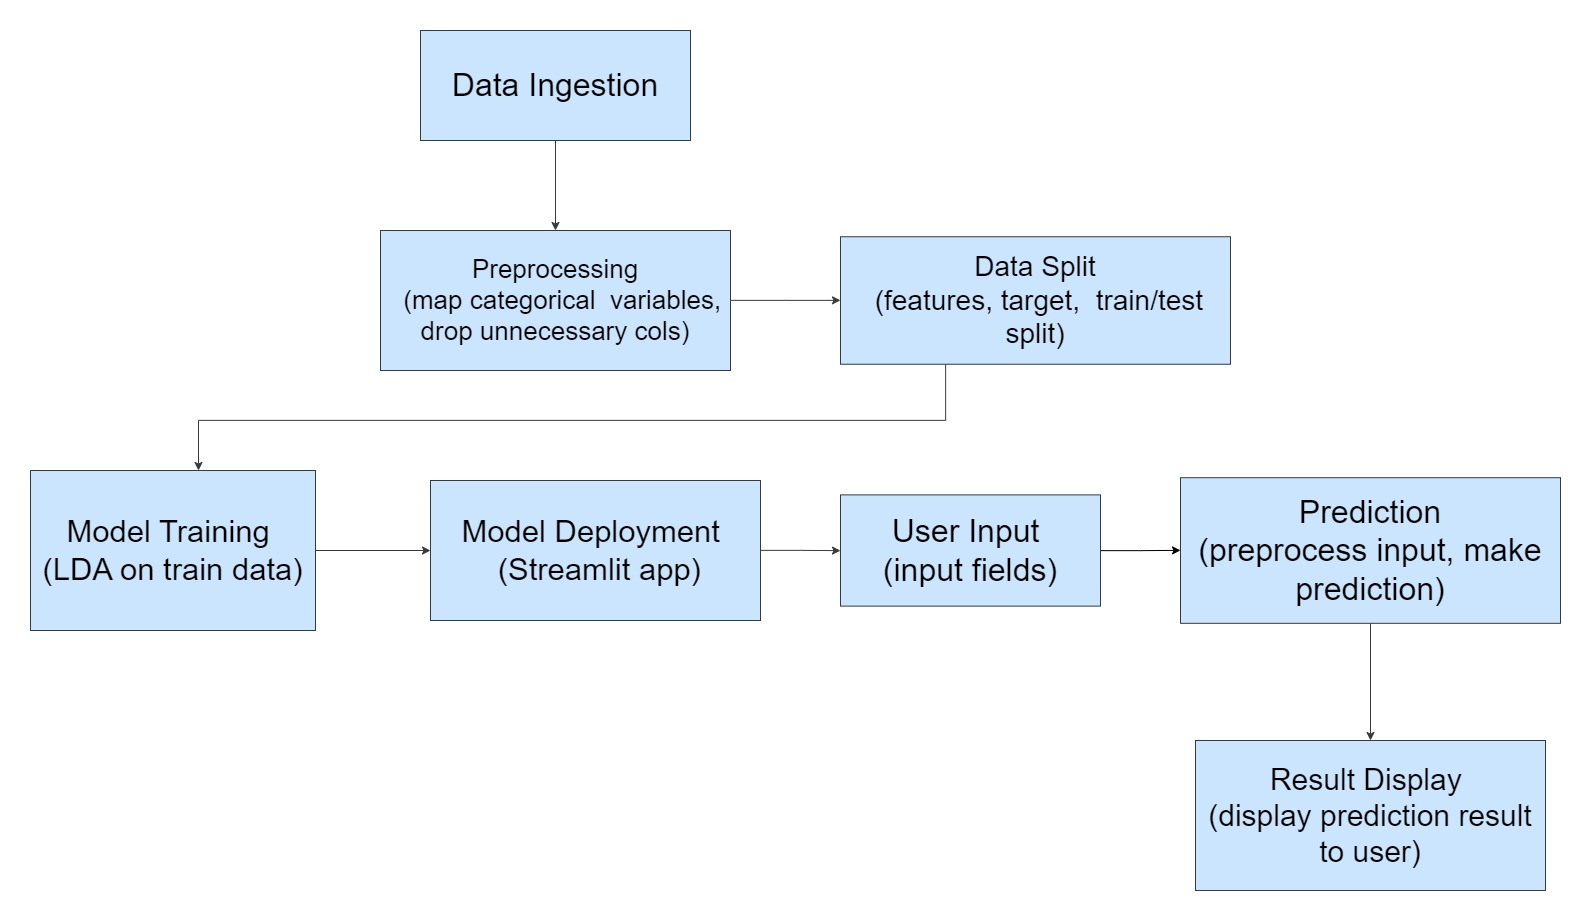 Data Ingestion
Preprocessing
(map categorical  variables,
drop unnecessary cols)
Data Split
(features, target,  train/test
split)
Model Training
(LDA on train data)
Model Deployment
(Streamlit app)
User Input
(input fields)
Prediction
(preprocess input, make
prediction)
Result Display
(display prediction result
to user)